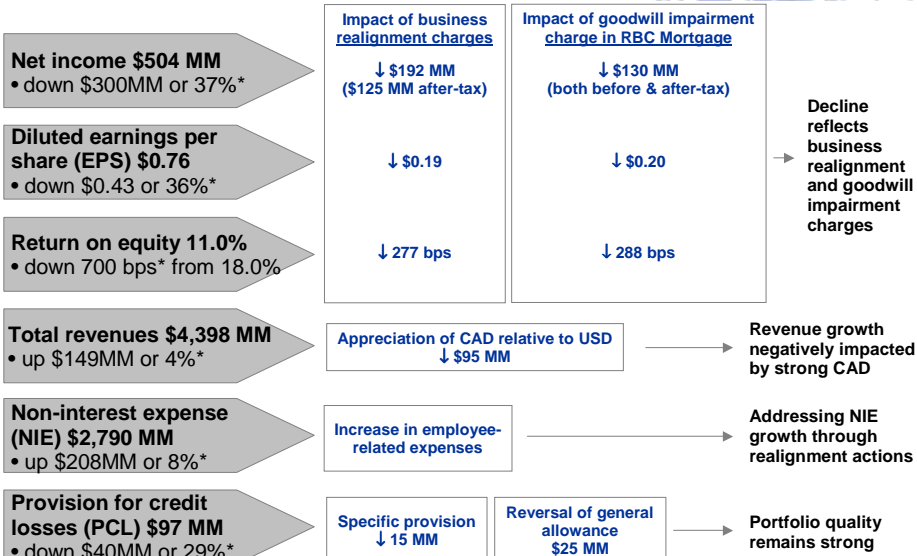 Impact of business
realignment charges
Impact of goodwill impairment
charge in RBC Mortgage
Net income $504 MM
• down $300MM or 37%*
↓ $192 MM
($125 MM after-tax)
↓ $130 MM
(both before & after-tax)
Diluted earnings per
share (EPS) $0.76
• down $0.43 or 36%*
↓ $0.19
↓ $0.20
Return on equity 11.0%
• down 700 bps* from 18.0%
↓ 277 bps
↓ 288 bps
Decline
reflects
business
realignment
and goodwill
impairment
charges
Total revenues $4,398 MM
• up $149MM or 4%*
Appreciation of CAD relative to USD
↓ $95 MM
Revenue growth
negatively impacted
by strong CAD
Non-interest expense
(NIE) $2,790 MM
• up $208MM or 8%*
Increase in employee-
related expenses
Addressing NIE
growth through
realignment actions
Provision for credit
losses (PCL) $97 MM
• down $40MM or 29%*
Specific provision
↓ 15 MM
Reversal of general
allowance
$25 MM
Portfolio quality
remains strong